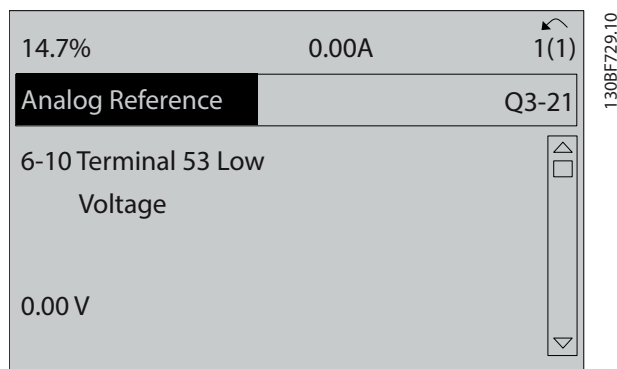 14.7% 0.00A 1(1)
Analog Reference Q3-21
6-10 Terminal 53 Low
Voltage
0.00 V
130BF729.10